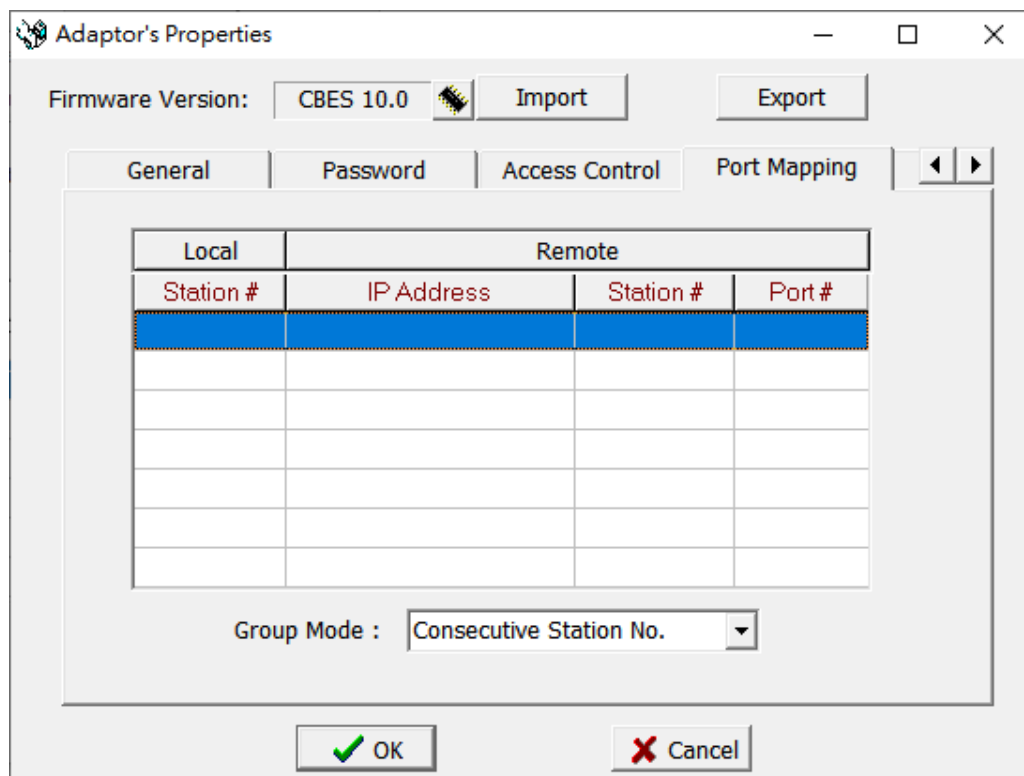 Adaptor's Properties
Firmware Version: CBES 10.0 Import Export
General Password Access Control Port Mapping
Local Remote
Station # IP Address Station # Port #
Group Mode : Consecutive Station No.
OK Cancel